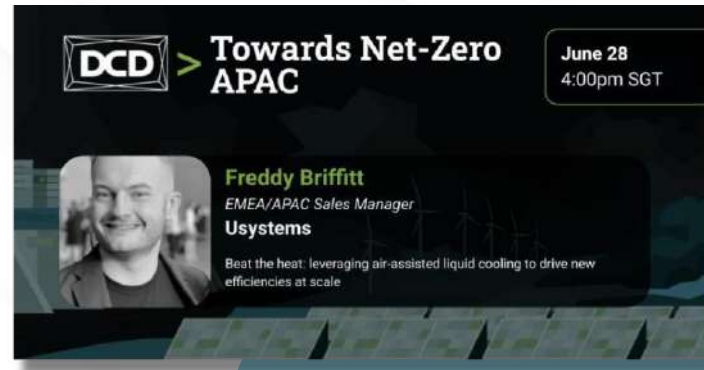 DCD > Towards Net-Zero
APAC
June 28
4:00pm SGT
Freddy Briffitt
EMEA/APAC Sales Manager
Usystems
Beat the heat: leveraging air-assisted liquid cooling to drive new
efficiencies at scale